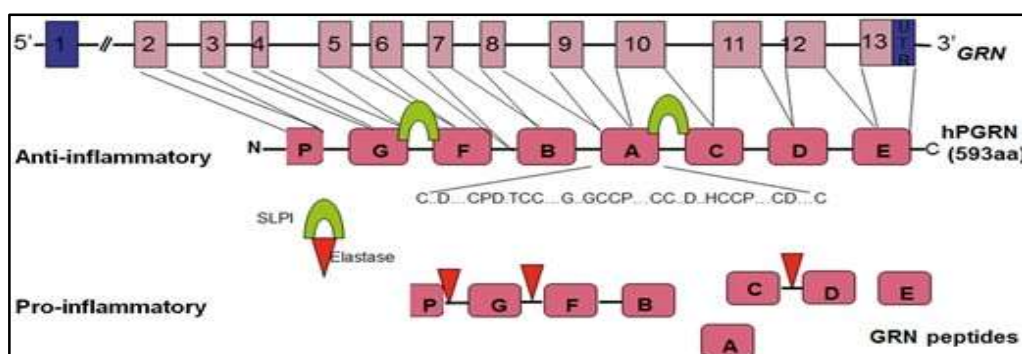 5' 1 // 2 3 4 5 6 7 8 9 10 11 12 13 UTR 3' GRN
Anti-inflammatory N P G F B A C D E C hPGRN
(593aa)
C..D....CPD.TCC....G..GCCP....CC..D..HCCP....CD....C
SLPI
Elastase
Pro-inflammatory P G F B C D E
A GRN peptides